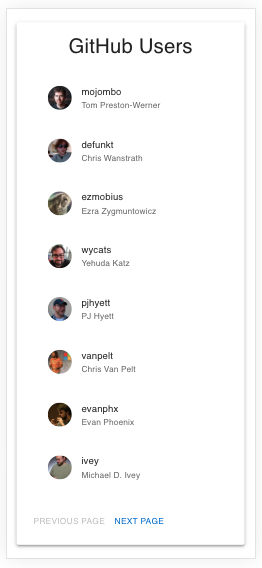 GitHub Users
mojombo
Tom Preston-Werner
defunkt
Chris Wanstrath
ezmobius
Ezra Zygmuntowicz
wycats
Yehuda Katz
pjhyett
PJ Hyett
vanpelt
Chris Van Pelt
evanphx
Evan Phoenix
ivey
Michael D. Ivey
PREVIOUS PAGE NEXT PAGE